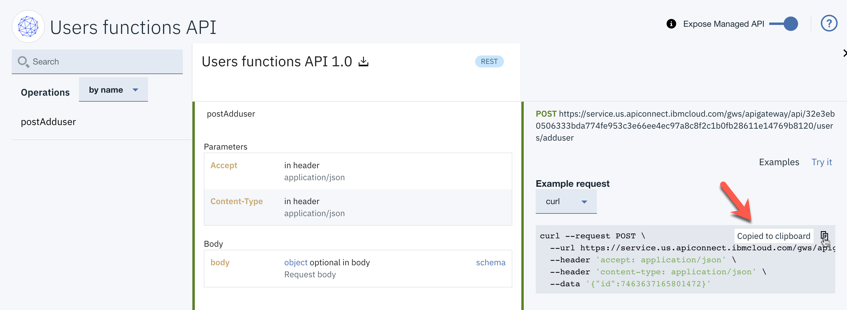 Users functions API
Expose Managed API
?
Search
Operations
by name
postAdduser
Users functions API 1.0
REST
postAdduser
Parameters
Accept
in header
application/json
Content-Type
in header
application/json
Body
body
object optional in body
schema
Request body
POST https://service.us.apiconnect.ibmcloud.com/gws/apigateway/api/32e3eb
0506333bda774fe953c3e66ee4ec97a8c8f2c1b0fb28611e14769b8120/user
s/adduser
Examples
Try it
Example request
curl
Copied to clipboard
curl --request POST \
--url https://service.us.apiconnect.ibmcloud.com/gws/apig
--header 'accept: application/json' \
--header 'content-type: application/json' \
--data '{"id":7463637165801472}'